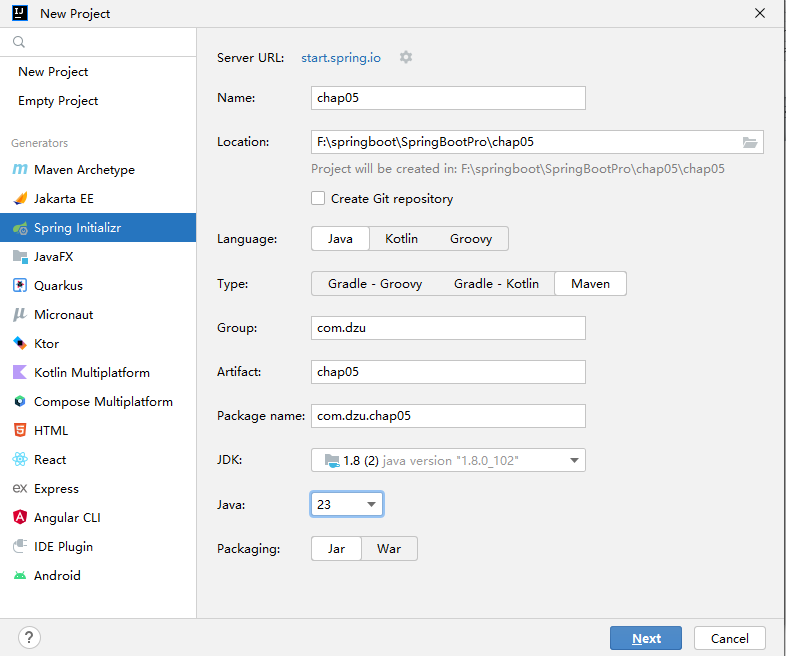 New Project
New Project
Empty Project
Generators
Maven Archetype
Jakarta EE
Spring Initializr
JavaFX
Quarkus
Micronaut
Ktor
Kotlin Multiplatform
Compose Multiplatform
HTML
React
Express
Angular CLI
IDE Plugin
Android
Server URL: start.spring.io
Name: chap05
Location: F:\springboot\SpringBootPro\chap05
Project will be created in: F:\springboot\SpringBootPro\chap05\chap05
Create Git repository
Language: Java Kotlin Groovy
Type: Gradle - Groovy Gradle - Kotlin Maven
Group: com.dzu
Artifact: chap05
Package name: com.dzu.chap05
JDK: 1.8 (2) java version "1.8.0_102"
Java: 23
Packaging: Jar War
? Next Cancel